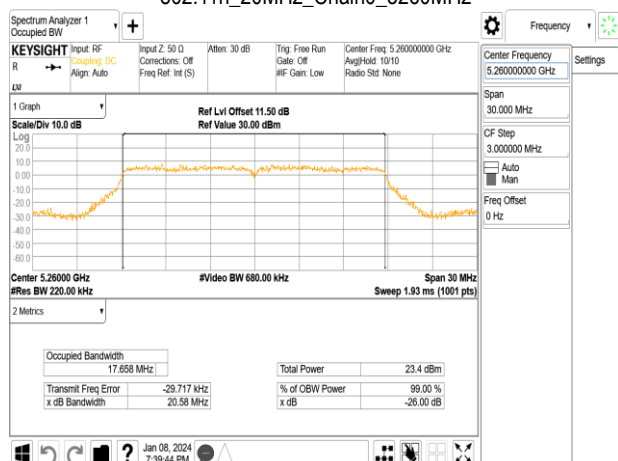 Spectrum Analyzer 1
Occupied BW
Frequency
KEYSIGHT
R
Input: RF
Coupling: DC
Align: Auto
Input Z: 50 Ω
Corrections: Off
Freq Ref: Int (S)
Atten: 30 dB
Trig: Free Run
Gate: Off
#IF Gain: Low
Center Freq: 5.260000000 GHz
Avg|Hold: 10/10
Radio Std: None
Center Frequency
5.260000000 GHz
Settings
Span
30.000 MHz
CF Step
3.000000 MHz
Auto
Man
Freq Offset
0 Hz
1 Graph
Scale/Div 10.0 dB
Ref Lvl Offset 11.50 dB
Ref Value 30.00 dBm
Log
20.0
10.0
0.00
-10.0
-20.0
-30.0
-40.0
-50.0
-60.0
Center 5.26000 GHz
#Res BW 220.00 kHz
#Video BW 680.00 kHz
Span 30 MHz
Sweep 1.93 ms (1001 pts)
2 Metrics
Occupied Bandwidth
17.658 MHz
Total Power 23.4 dBm
Transmit Freq Error -29.717 kHz
% of OBW Power 99.00 %
x dB Bandwidth 20.58 MHz
x dB -26.00 dB
?
Jan 08, 2024
7:39:44 PM